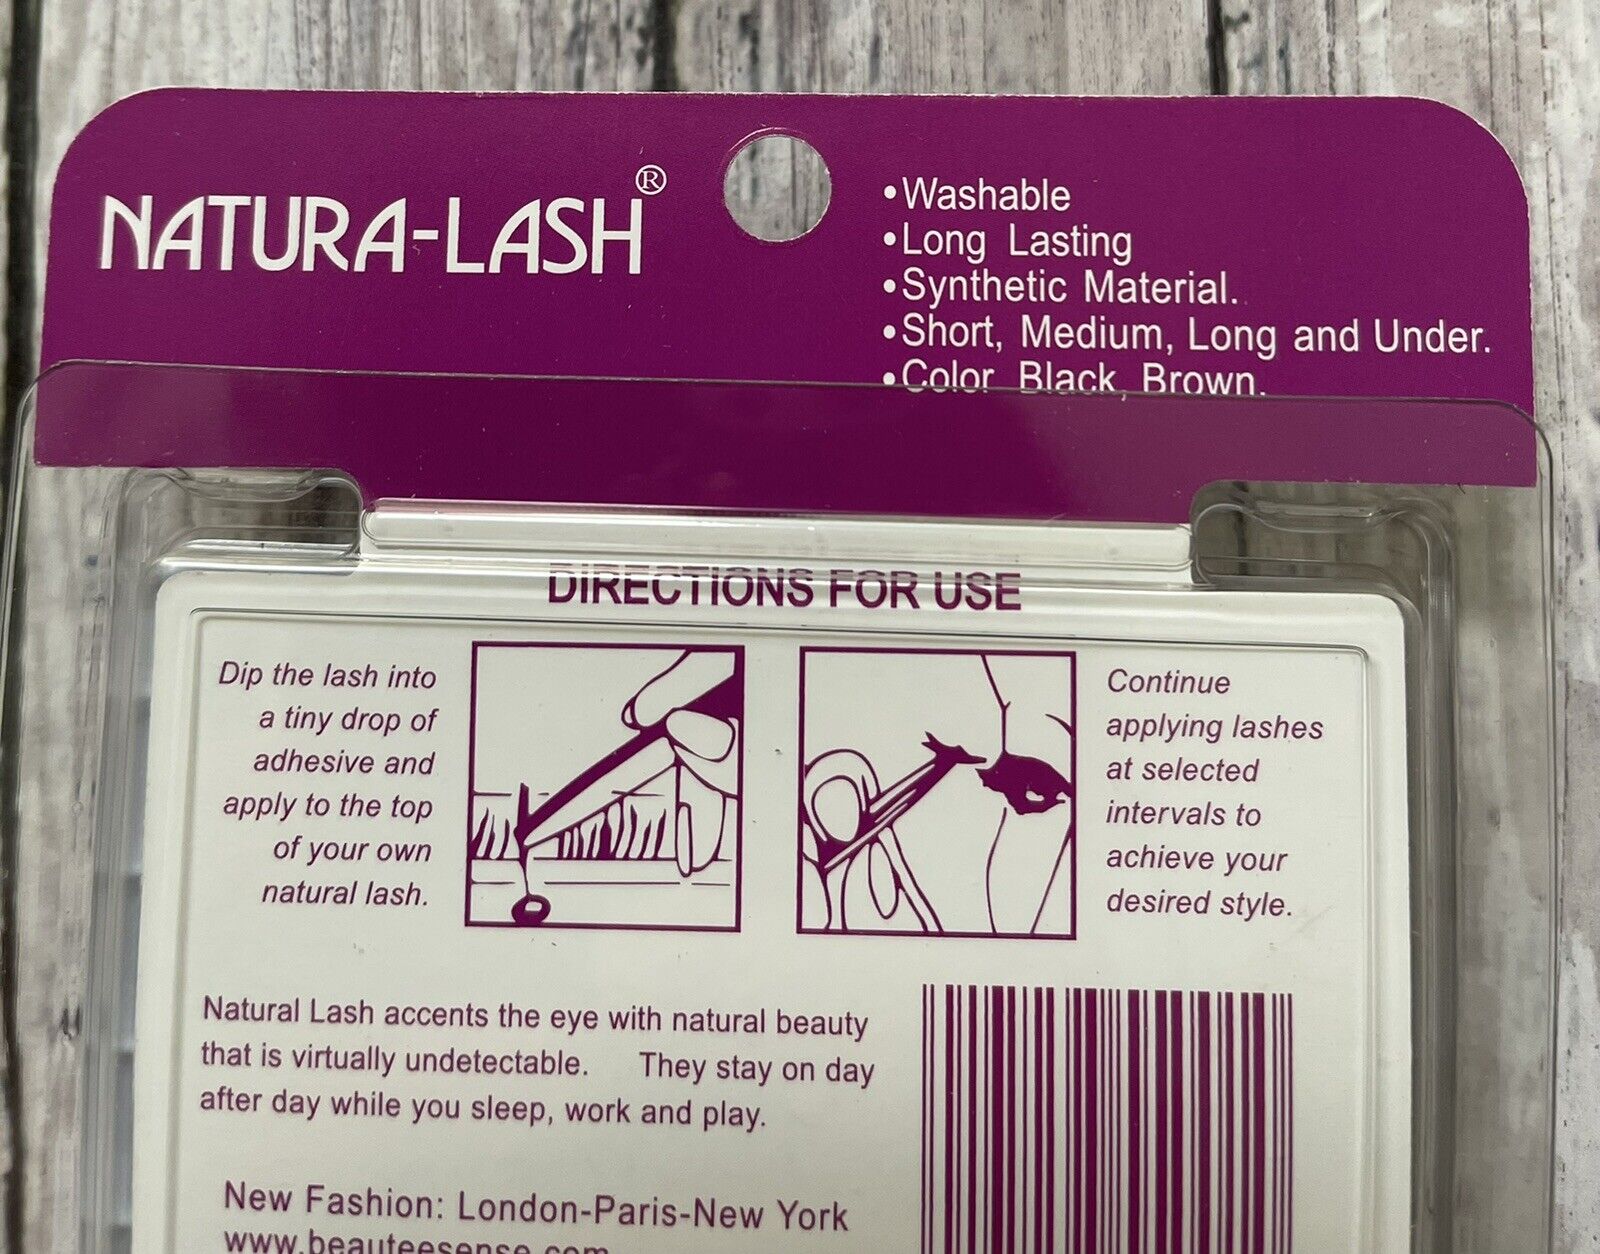 NATURA-LASH®
•Washable
•Long Lasting
•Synthetic Material.
•Short, Medium, Long and Under.
•Color Black, Brown.
DIRECTIONS FOR USE
Dip the lash into
a tiny drop of
adhesive and
apply to the top
of your own
natural lash.
Continue
applying lashes
at selected
intervals to
achieve your
desired style.
Natural Lash accents the eye with natural beauty
that is virtually undetectable. They stay on day
after day while you sleep, work and play.
New Fashion: London-Paris-New York
www.beauteesense.com